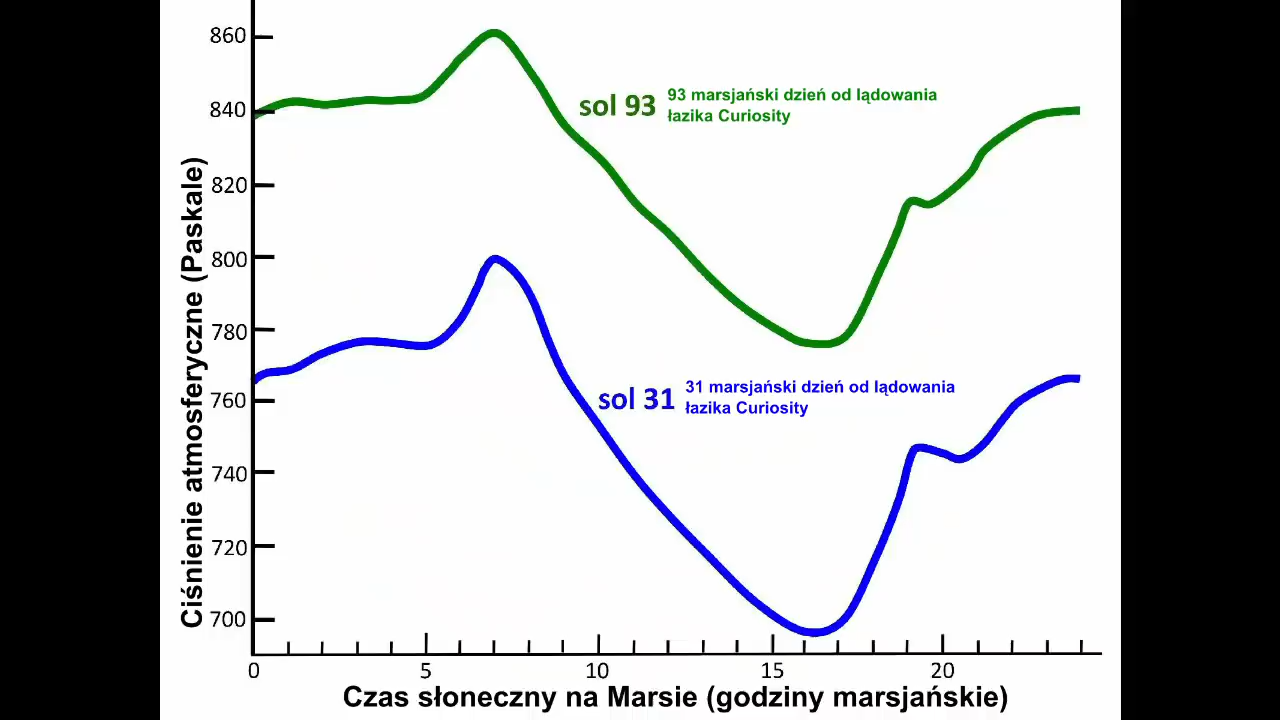 860
840
820
800
780
760
740
720
700
Ciśnienie atmosferyczne (Paskale)
sol 93
93 marsjański dzień od lądowania
łazika Curiosity
sol 31
31 marsjański dzień od lądowania
łazika Curiosity
0 5 10 15 20
Czas słoneczny na Marsie (godziny marsjańskie)